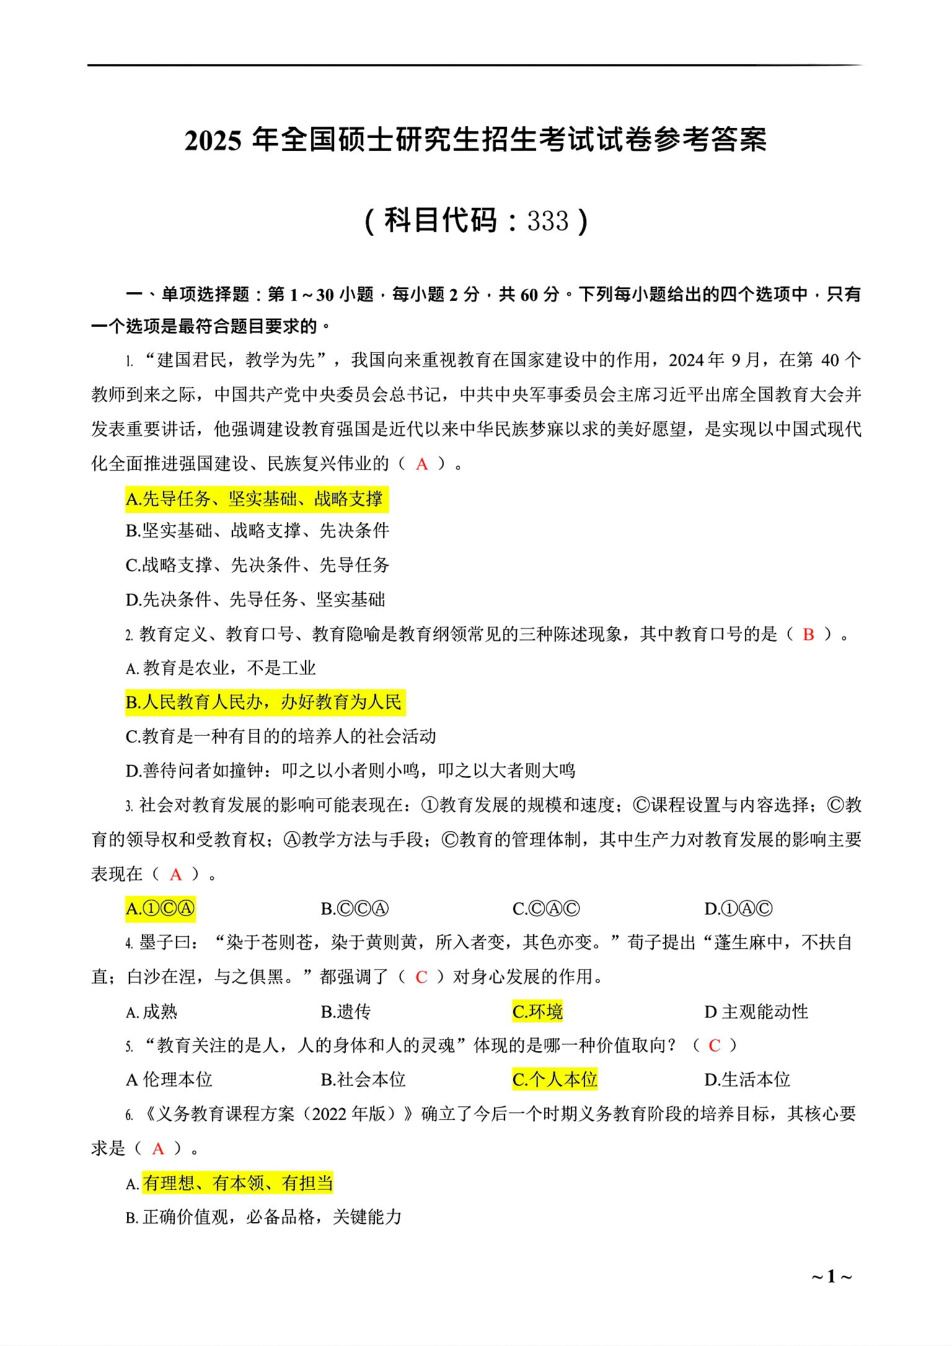 2025 年全国硕士研究生招生考试试卷参考答案
（科目代码：333）
一、单项选择题：第 1～30 小题，每小题 2 分，共 60 分。下列每小题给出的四个选项中，只有
一个选项是最符合题目要求的。
1. “建国君民，教学为先”，我国向来重视教育在国家建设中的作用，2024 年 9 月，在第 40 个
教师到来之际，中国共产党中央委员会总书记，中共中央军事委员会主席习近平出席全国教育大会并
发表重要讲话，他强调建设教育强国是近代以来中华民族梦寐以求的美好愿望，是实现以中国式现代
化全面推进强国建设、民族复兴伟业的（ A ）。
A.先导任务、坚实基础、战略支撑
B.坚实基础、战略支撑、先决条件
C.战略支撑、先决条件、先导任务
D.先决条件、先导任务、坚实基础
2. 教育定义、教育口号、教育隐喻是教育纲领常见的三种陈述现象，其中教育口号的是（ B ）。
A. 教育是农业，不是工业
B.人民教育人民办，办好教育为人民
C.教育是一种有目的的培养人的社会活动
D.善待问者如撞钟：叩之以小者则小鸣，叩之以大者则大鸣
3. 社会对教育发展的影响可能表现在：①教育发展的规模和速度；Ⓒ课程设置与内容选择；Ⓒ教
育的领导权和受教育权；Ⓐ教学方法与手段；Ⓒ教育的管理体制，其中生产力对教育发展的影响主要
表现在（ A ）。
A.①ⒸⒶ B.ⒸⒸⒶ C.ⒸⒶⒸ D.①ⒶⒸ
4. 墨子曰：“染于苍则苍，染于黄则黄，所入者变，其色亦变。”荀子提出“蓬生麻中，不扶自
直；白沙在涅，与之俱黑。”都强调了（ C ）对身心发展的作用。
A. 成熟 B.遗传 C.环境 D 主观能动性
5. “教育关注的是人，人的身体和人的灵魂”体现的是哪一种价值取向？（ C ）
A 伦理本位 B.社会本位 C.个人本位 D.生活本位
6. 《义务教育课程方案（2022 年版）》确立了今后一个时期义务教育阶段的培养目标，其核心要
求是（ A ）。
A. 有理想、有本领、有担当
B. 正确价值观，必备品格，关键能力
~ 1 ~